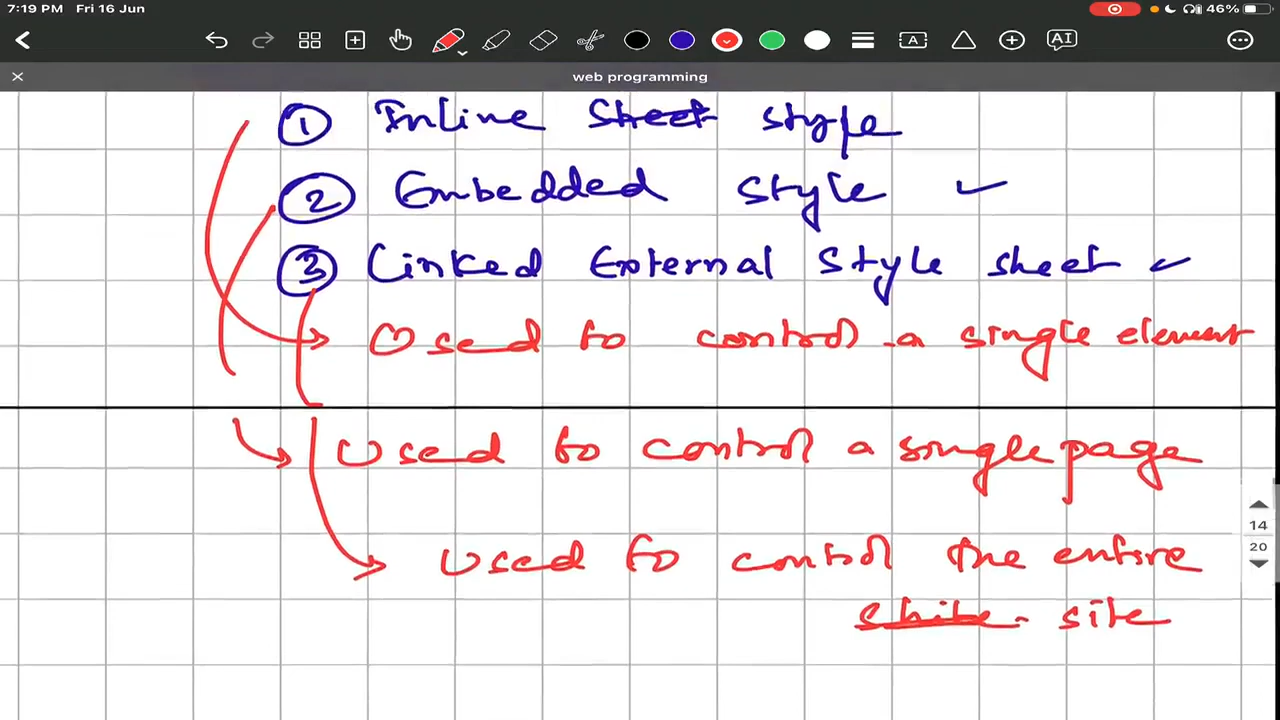 7:19 PM Fri 16 Jun 46%
AI
web programming
1 Inline Sheet style
2 Embedded Style
3 Linked External Style sheet
Used to control a single element
Used to control a single page
14
used to control the entire
20
site